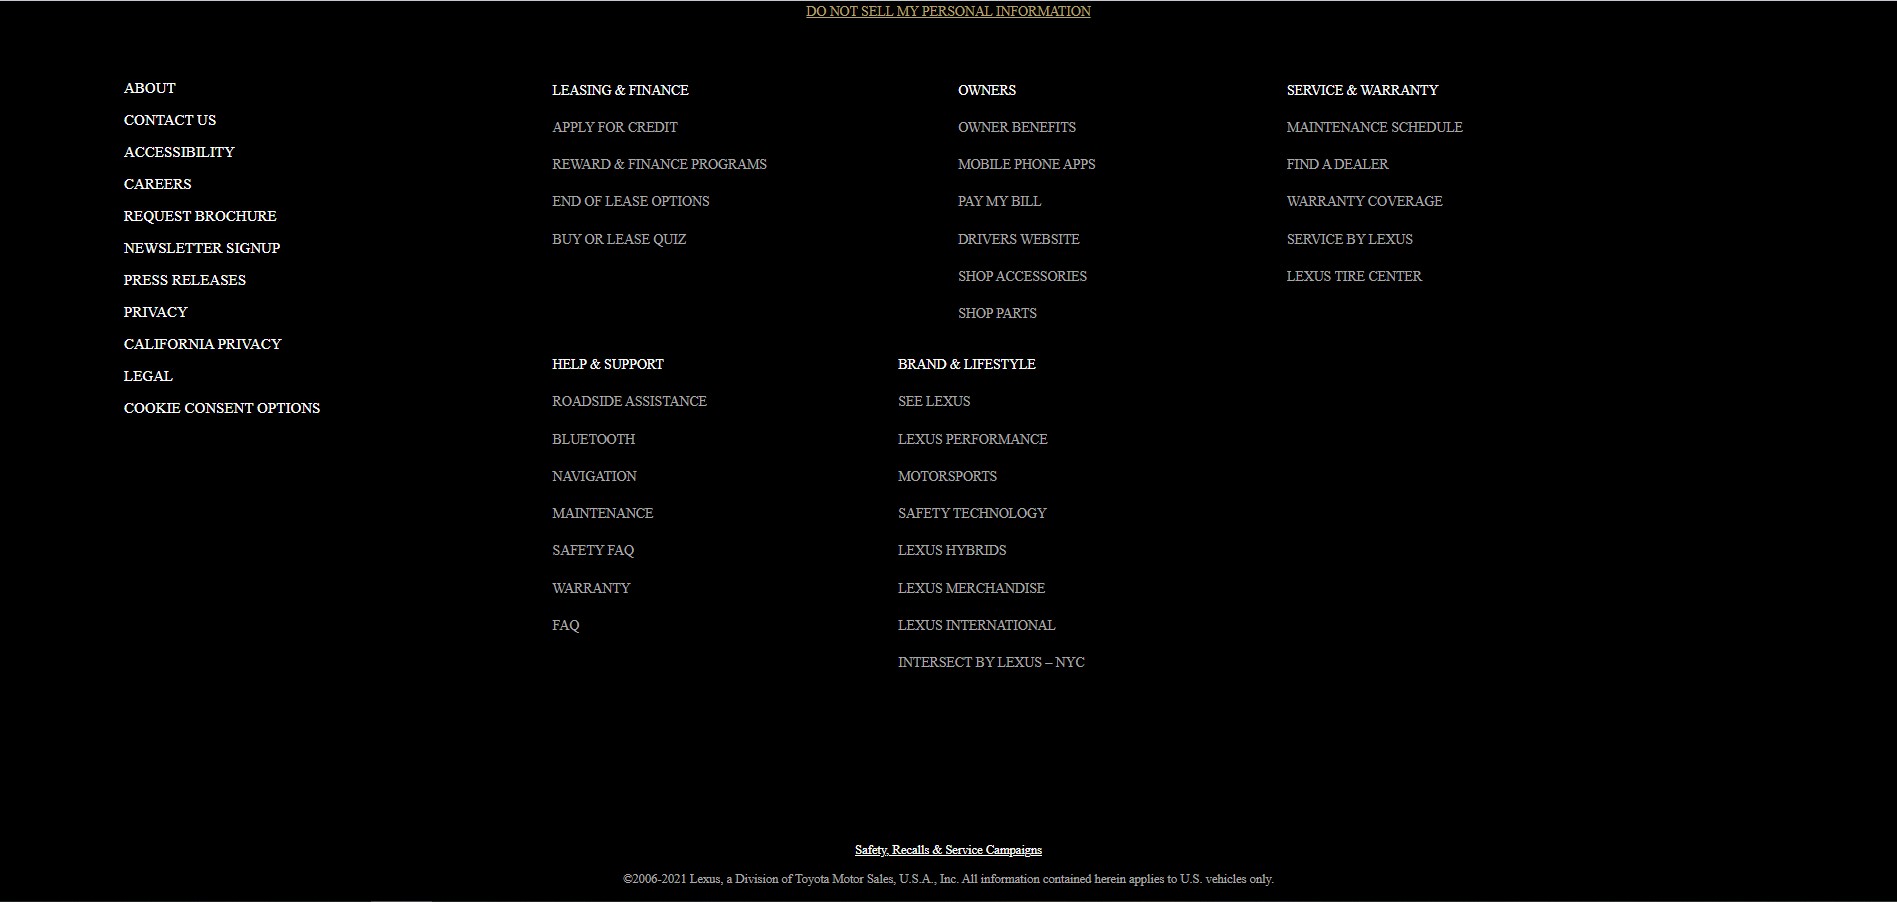 DO NOT SELL MY PERSONAL INFORMATION
ABOUT
CONTACT US
ACCESSIBILITY
CAREERS
REQUEST BROCHURE
NEWSLETTER SIGNUP
PRESS RELEASES
PRIVACY
CALIFORNIA PRIVACY
LEGAL
COOKIE CONSENT OPTIONS
LEASING & FINANCE
APPLY FOR CREDIT
REWARD & FINANCE PROGRAMS
END OF LEASE OPTIONS
BUY OR LEASE QUIZ
OWNERS
OWNER BENEFITS
MOBILE PHONE APPS
PAY MY BILL
DRIVERS WEBSITE
SHOP ACCESSORIES
SHOP PARTS
SERVICE & WARRANTY
MAINTENANCE SCHEDULE
FIND A DEALER
WARRANTY COVERAGE
SERVICE BY LEXUS
LEXUS TIRE CENTER
HELP & SUPPORT
ROADSIDE ASSISTANCE
BLUETOOTH
NAVIGATION
MAINTENANCE
SAFETY FAQ
WARRANTY
FAQ
BRAND & LIFESTYLE
SEE LEXUS
LEXUS PERFORMANCE
MOTORSPORTS
SAFETY TECHNOLOGY
LEXUS HYBRIDS
LEXUS MERCHANDISE
LEXUS INTERNATIONAL
INTERSECT BY LEXUS – NYC
Safety, Recalls & Service Campaigns
©2006-2021 Lexus, a Division of Toyota Motor Sales, U.S.A., Inc. All information contained herein applies to U.S. vehicles only.